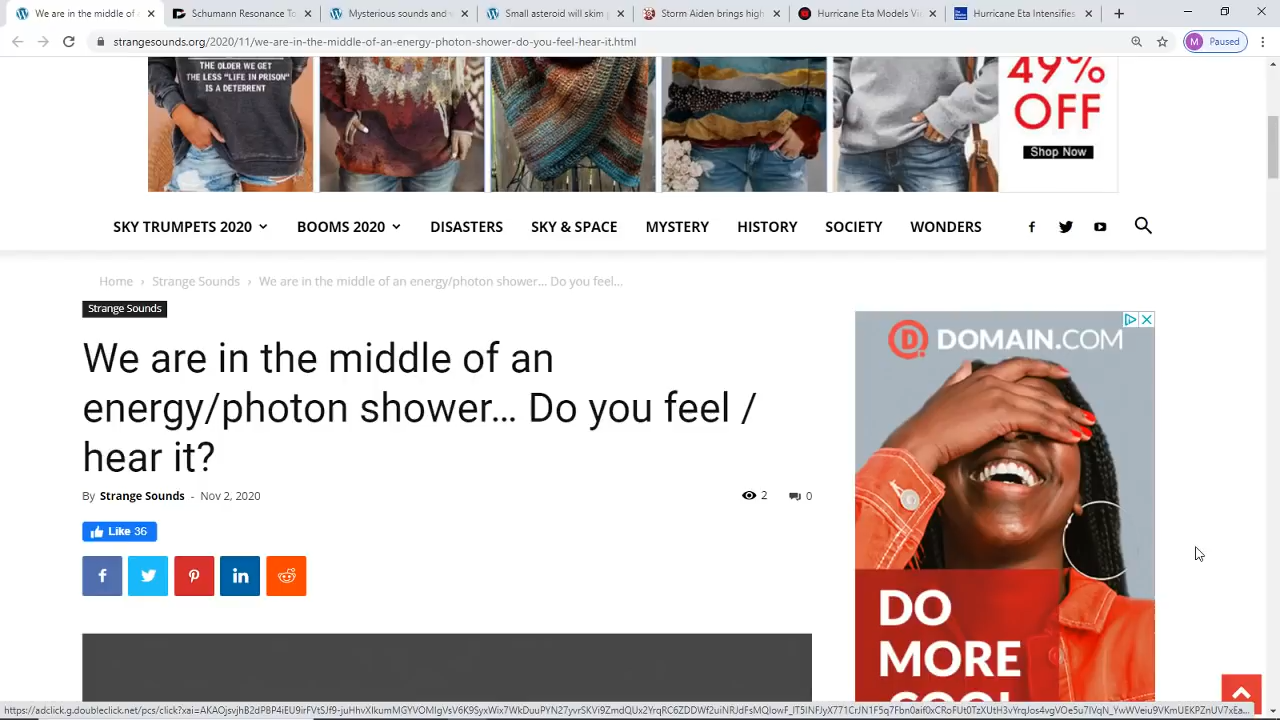 We are in the middle of a
Schumann Resonance To
Mysterious sounds and
Small steroid will skim
Storm Aiden brings high
Hurricane Eta Models Vi
Hurricane Eta Intensifies
strangesounds.org/2020/11/we-are-in-the-middle-of-an-energy-photon-shower-do-you-feel-hear-it.html
M Paused
THE OLDER WE GET
THE LESS "LIFE IN PRISON"
IS A DETERRENT
49%
OFF
Shop Now
SKY TRUMPETS 2020 BOOMS 2020 DISASTERS SKY & SPACE MYSTERY HISTORY SOCIETY WONDERS
Home › Strange Sounds › We are in the middle of an energy/photon shower... Do you feel...
Strange Sounds
We are in the middle of an
energy/photon shower... Do you feel /
hear it?
By Strange Sounds - Nov 2, 2020
2 0
Like 36
DOMAIN.COM
DO
MORE